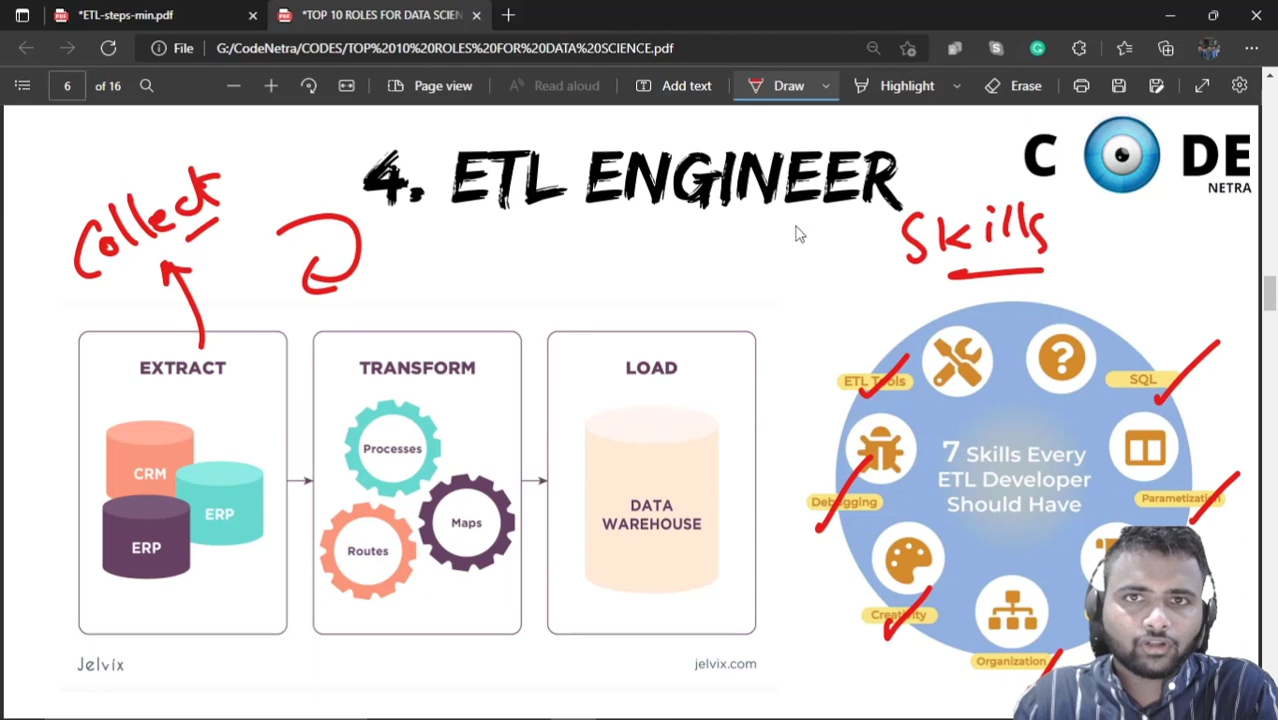 *ETL-steps-min.pdf
*TOP 10 ROLES FOR DATA SCIEN
File
G:/CodeNetra/CODES/TOP%2010%20ROLES%20FOR%20DATA%20SCIENCE.pdf
6
of 16
Page view
Read aloud
Add text
Draw
Highlight
Erase
4. ETL ENGINEER
C DE
NETRA
Collect
Skills
EXTRACT
CRM
ERP
ERP
TRANSFORM
Processes
Maps
Routes
LOAD
DATA
WAREHOUSE
Jelvix
jelvix.com
ETL Tools
SQL
Debugging
7 Skills Every
ETL Developer
Should Have
Parametization
Creativity
Organization